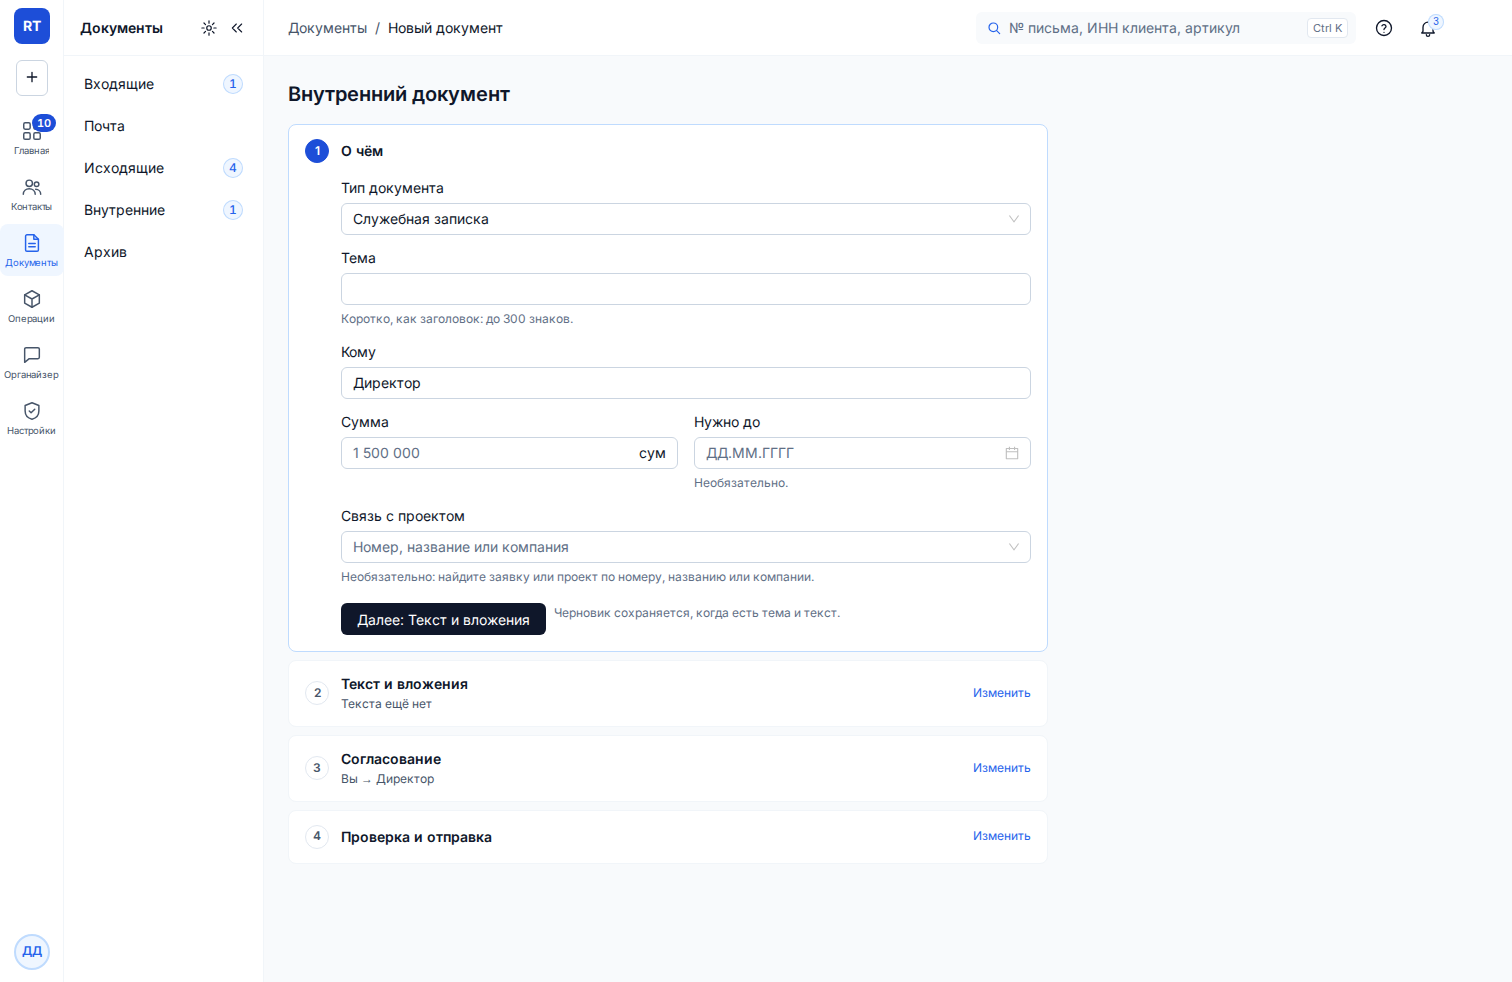 RT
Документы
Документы / Новый документ
№ письма, ИНН клиента, артикул
Ctrl K
3
10
Главная
Контакты
Документы
Операции
Органайзер
Настройки
ДД
Входящие 1
Почта
Исходящие 4
Внутренние 1
Архив
Внутренний документ
1 О чём
Тип документа
Служебная записка
Тема
Коротко, как заголовок: до 300 знаков.
Кому
Директор
Сумма Нужно до
1 500 000 сум ДД.ММ.ГГГГ
Необязательно.
Связь с проектом
Номер, название или компания
Необязательно: найдите заявку или проект по номеру, названию или компании.
Далее: Текст и вложения Черновик сохраняется, когда есть тема и текст.
2 Текст и вложения Изменить
Текста ещё нет
3 Согласование Изменить
Вы → Директор
4 Проверка и отправка Изменить